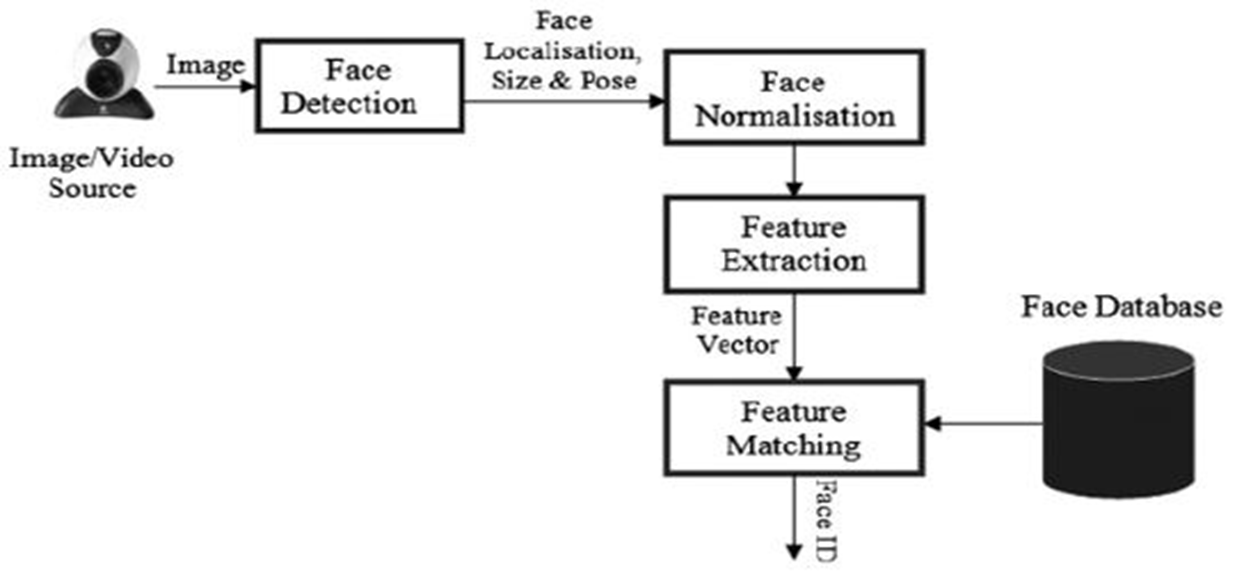 Image
Image/Video
Source
Face
Detection
Face
Localisation,
Size & Pose
Face
Normalisation
Feature
Extraction
Feature
Vector
Feature
Matching
Face Database
Face ID